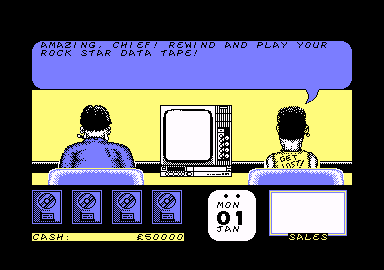 AMAZING, CHIEF! REWIND AND PLAY YOUR
ROCK STAR DATA TAPE!
GET
LOST!
CASH: £50000
MON
01
JAN
SALES